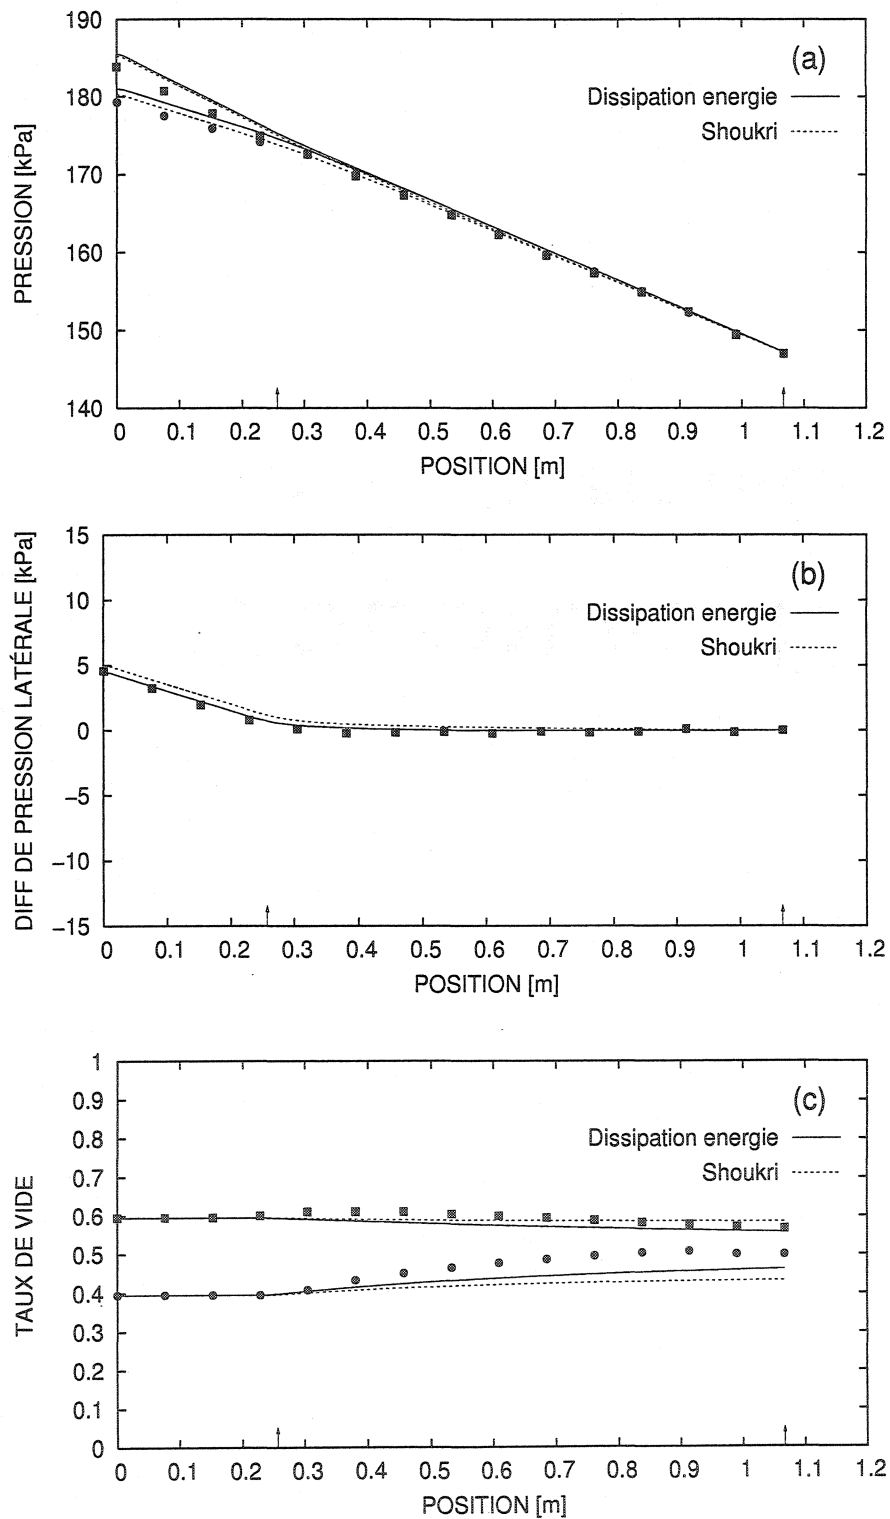 190
(a)
Dissipation energie
180
Shoukri
170
PRESSION [kPa]
160
150
140
0 0.1 0.2 0.3 0.4 0.5 0.6 0.7 0.8 0.9 1 1.1 1.2
POSITION [m]
15
(b)
10
Dissipation energie
Shoukri
5
0
DIFF DE PRESSION LATÉRALE [kPa]
−5
−10
−15
0 0.1 0.2 0.3 0.4 0.5 0.6 0.7 0.8 0.9 1 1.1 1.2
POSITION [m]
1
(c)
0.9
Dissipation energie
0.8
Shoukri
0.7
0.6
0.5
TAUX DE VIDE
0.4
0.3
0.2
0.1
0
0 0.1 0.2 0.3 0.4 0.5 0.6 0.7 0.8 0.9 1 1.1 1.2
POSITION [m]